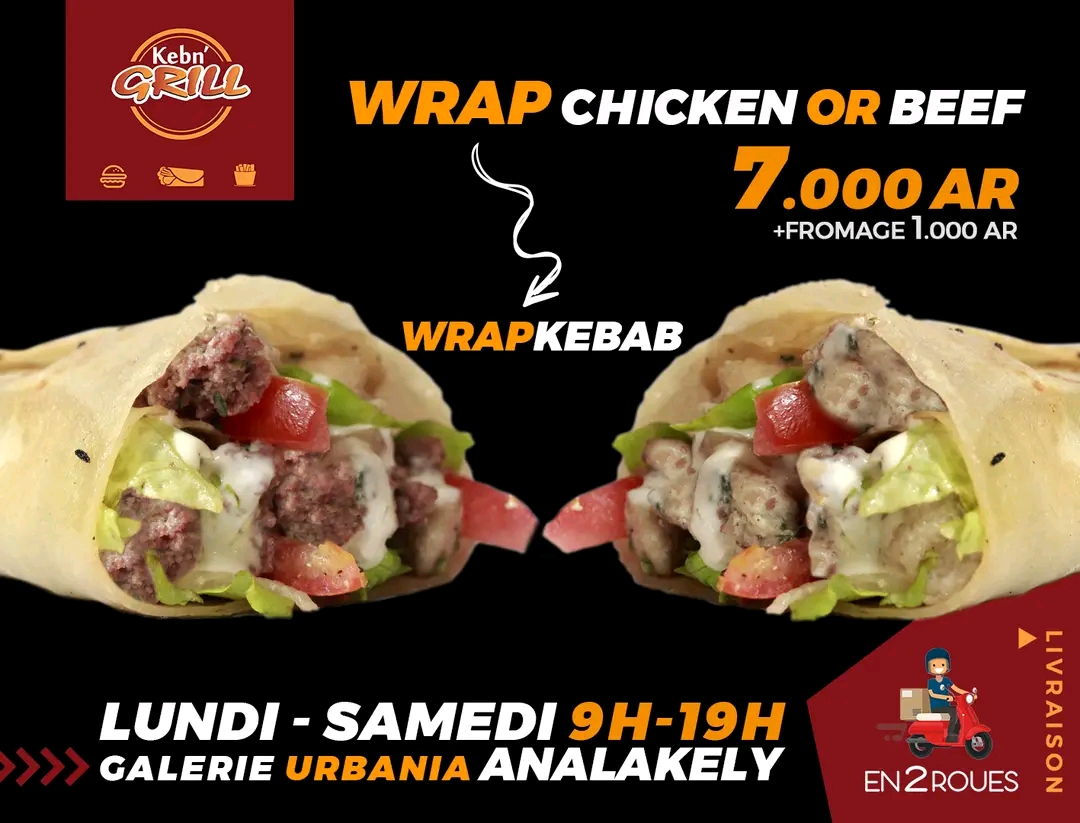 Kebn'
GRILL
WRAP CHICKEN OR BEEF
7.000 AR
+FROMAGE 1.000 AR
WRAPKEBAB
LUNDI - SAMEDI 9H-19H
GALERIE URBANIA ANALAKELY
LIVRAISON
EN2ROUES